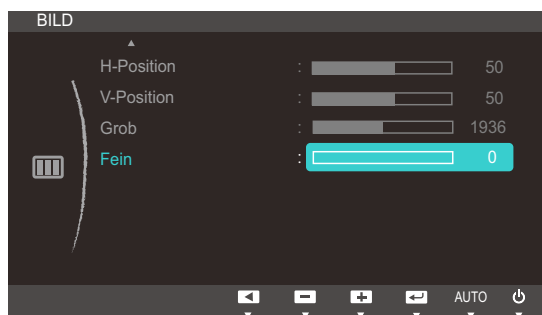 BILD
H-Position : 50
V-Position : 50
Grob : 1936
Fein : 0
AUTO